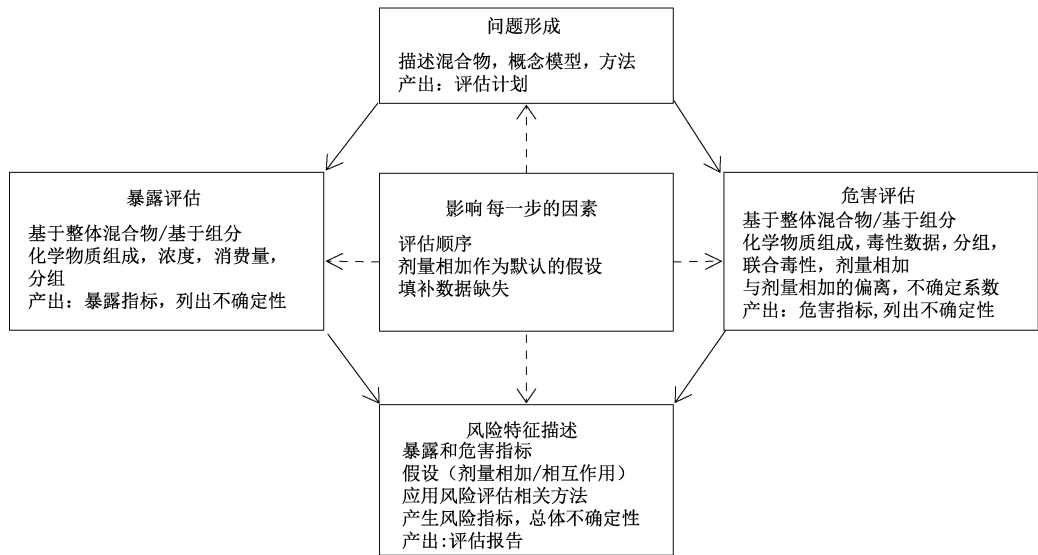 问题形成
描述混合物，概念模型，方法
产出：评估计划
暴露评估
基于整体混合物/基于组分
化学物质组成，浓度，消费量，
分组
产出：暴露指标，列出不确定性
影响每一步的因素
评估顺序
剂量相加作为默认的假设
填补数据缺失
危害评估
基于整体混合物/基于组分
化学物质组成，毒性数据，分组，
联合毒性，剂量相加
与剂量相加的偏离，不确定系数
产出：危害指标,列出不确定性
风险特征描述
暴露和危害指标
假设（剂量相加/相互作用）
应用风险评估相关方法
产生风险指标，总体不确定性
产出:评估报告